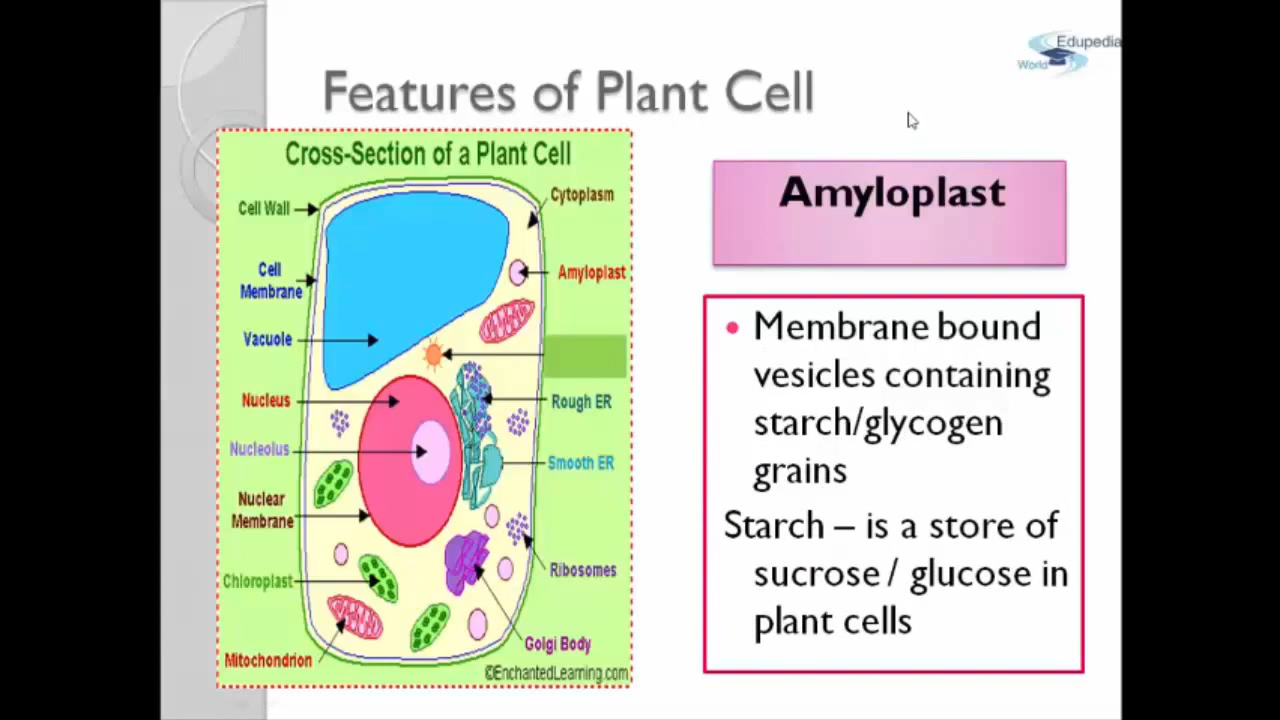 Edupedia
World
Features of Plant Cell
Cross-Section of a Plant Cell
Cell Wall
Cytoplasm
Cell
Membrane
Amyloplast
Vacuole
Nucleus
Rough ER
Nucleolus
Smooth ER
Nuclear
Membrane
Chloroplast
Ribosomes
Mitochondrion
Golgi Body
©EnchantedLearning.com
Amyloplast
• Membrane bound
vesicles containing
starch/glycogen
grains
Starch – is a store of
sucrose / glucose in
plant cells